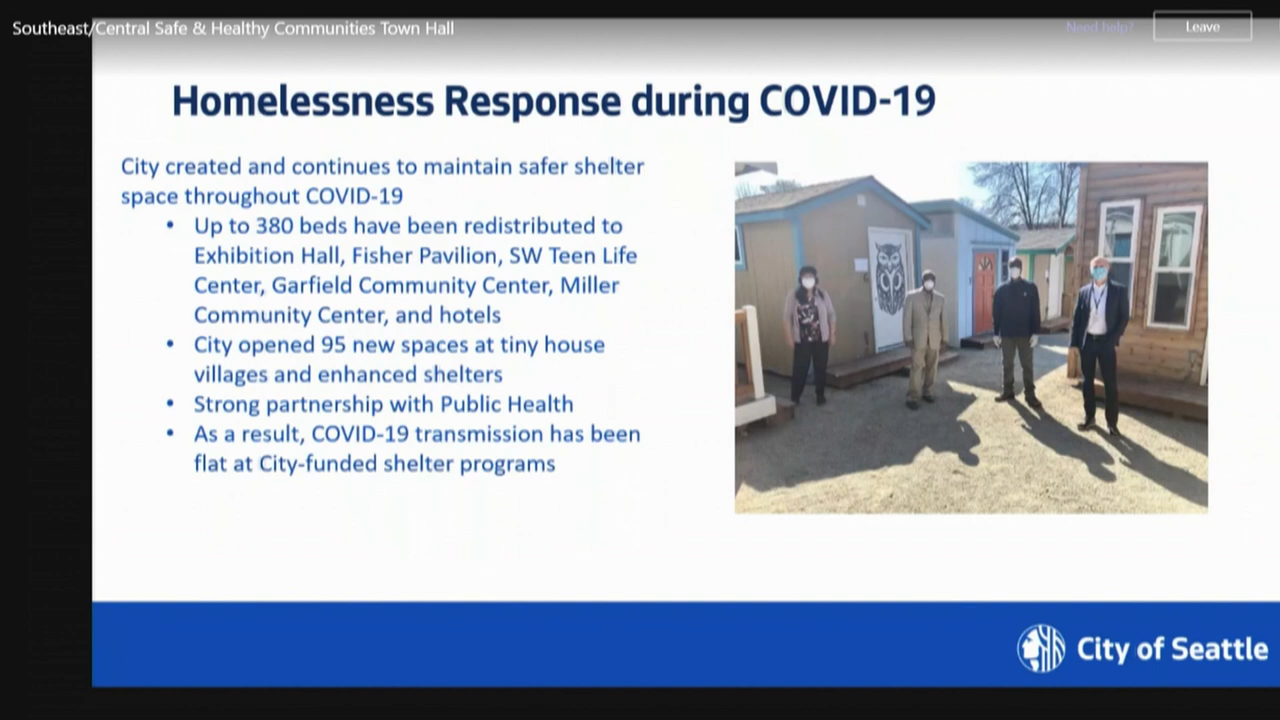 Southeast/Central Safe & Healthy Communities Town Hall
Need help?
Leave
Homelessness Response during COVID-19
City created and continues to maintain safer shelter
space throughout COVID-19
• Up to 380 beds have been redistributed to
Exhibition Hall, Fisher Pavilion, SW Teen Life
Center, Garfield Community Center, Miller
Community Center, and hotels
• City opened 95 new spaces at tiny house
villages and enhanced shelters
• Strong partnership with Public Health
• As a result, COVID-19 transmission has been
flat at City-funded shelter programs
City of Seattle